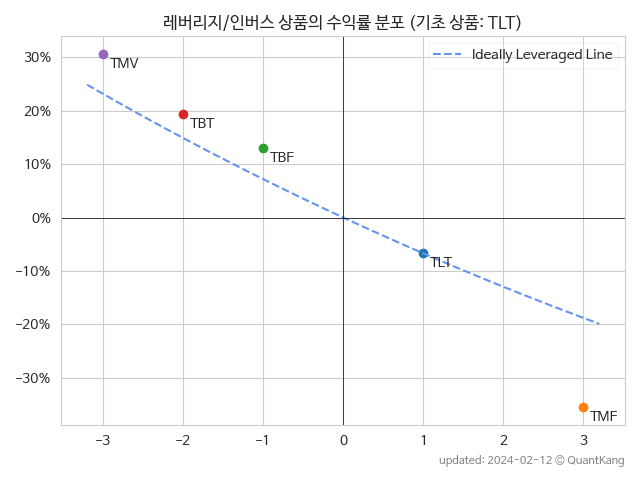 레버리지/인버스 상품의 수익률 분포 (기초 상품: TLT)
Ideally Leveraged Line
30%
20%
10%
0%
−10%
−20%
−30%
TMV
TBT
TBF
TLT
TMF
−3
−2
−1
0
1
2
3
updated: 2024-02-12 © QuantKang